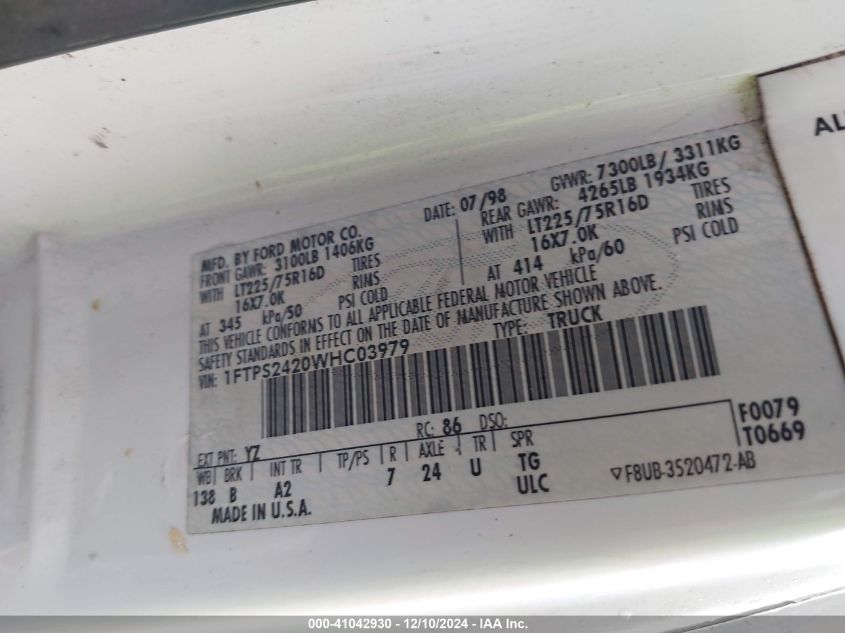 MFD. BY FORD MOTOR CO.
DATE: 07/98 GVWR: 7300LB/ 3311KG
FRONT GAWR: 3100LB 1406KG REAR GAWR: 4265LB 1934KG
WITH LT225/75R16D TIRES WITH LT225/75R16D TIRES
16X7.0K RIMS 16X7.0K RIMS
AT 345 kPa/50 PSI COLD AT 414 kPa/60 PSI COLD
THIS VEHICLE CONFORMS TO ALL APPLICABLE FEDERAL MOTOR VEHICLE
SAFETY STANDARDS IN EFFECT ON THE DATE OF MANUFACTURE SHOWN ABOVE.
VIN: 1FTPS2420WHC03979 TYPE: TRUCK
F0079
T0669
EXT PNT: YZ RC: 86 DSO:
WB BRK INT TR TP/PS R AXLE TR SPR
138 B A2 7 24 U TG
ULC
MADE IN U.S.A. ▽F8UB-3520472-AB
AL
000-41042930 - 12/10/2024 - IAA Inc.